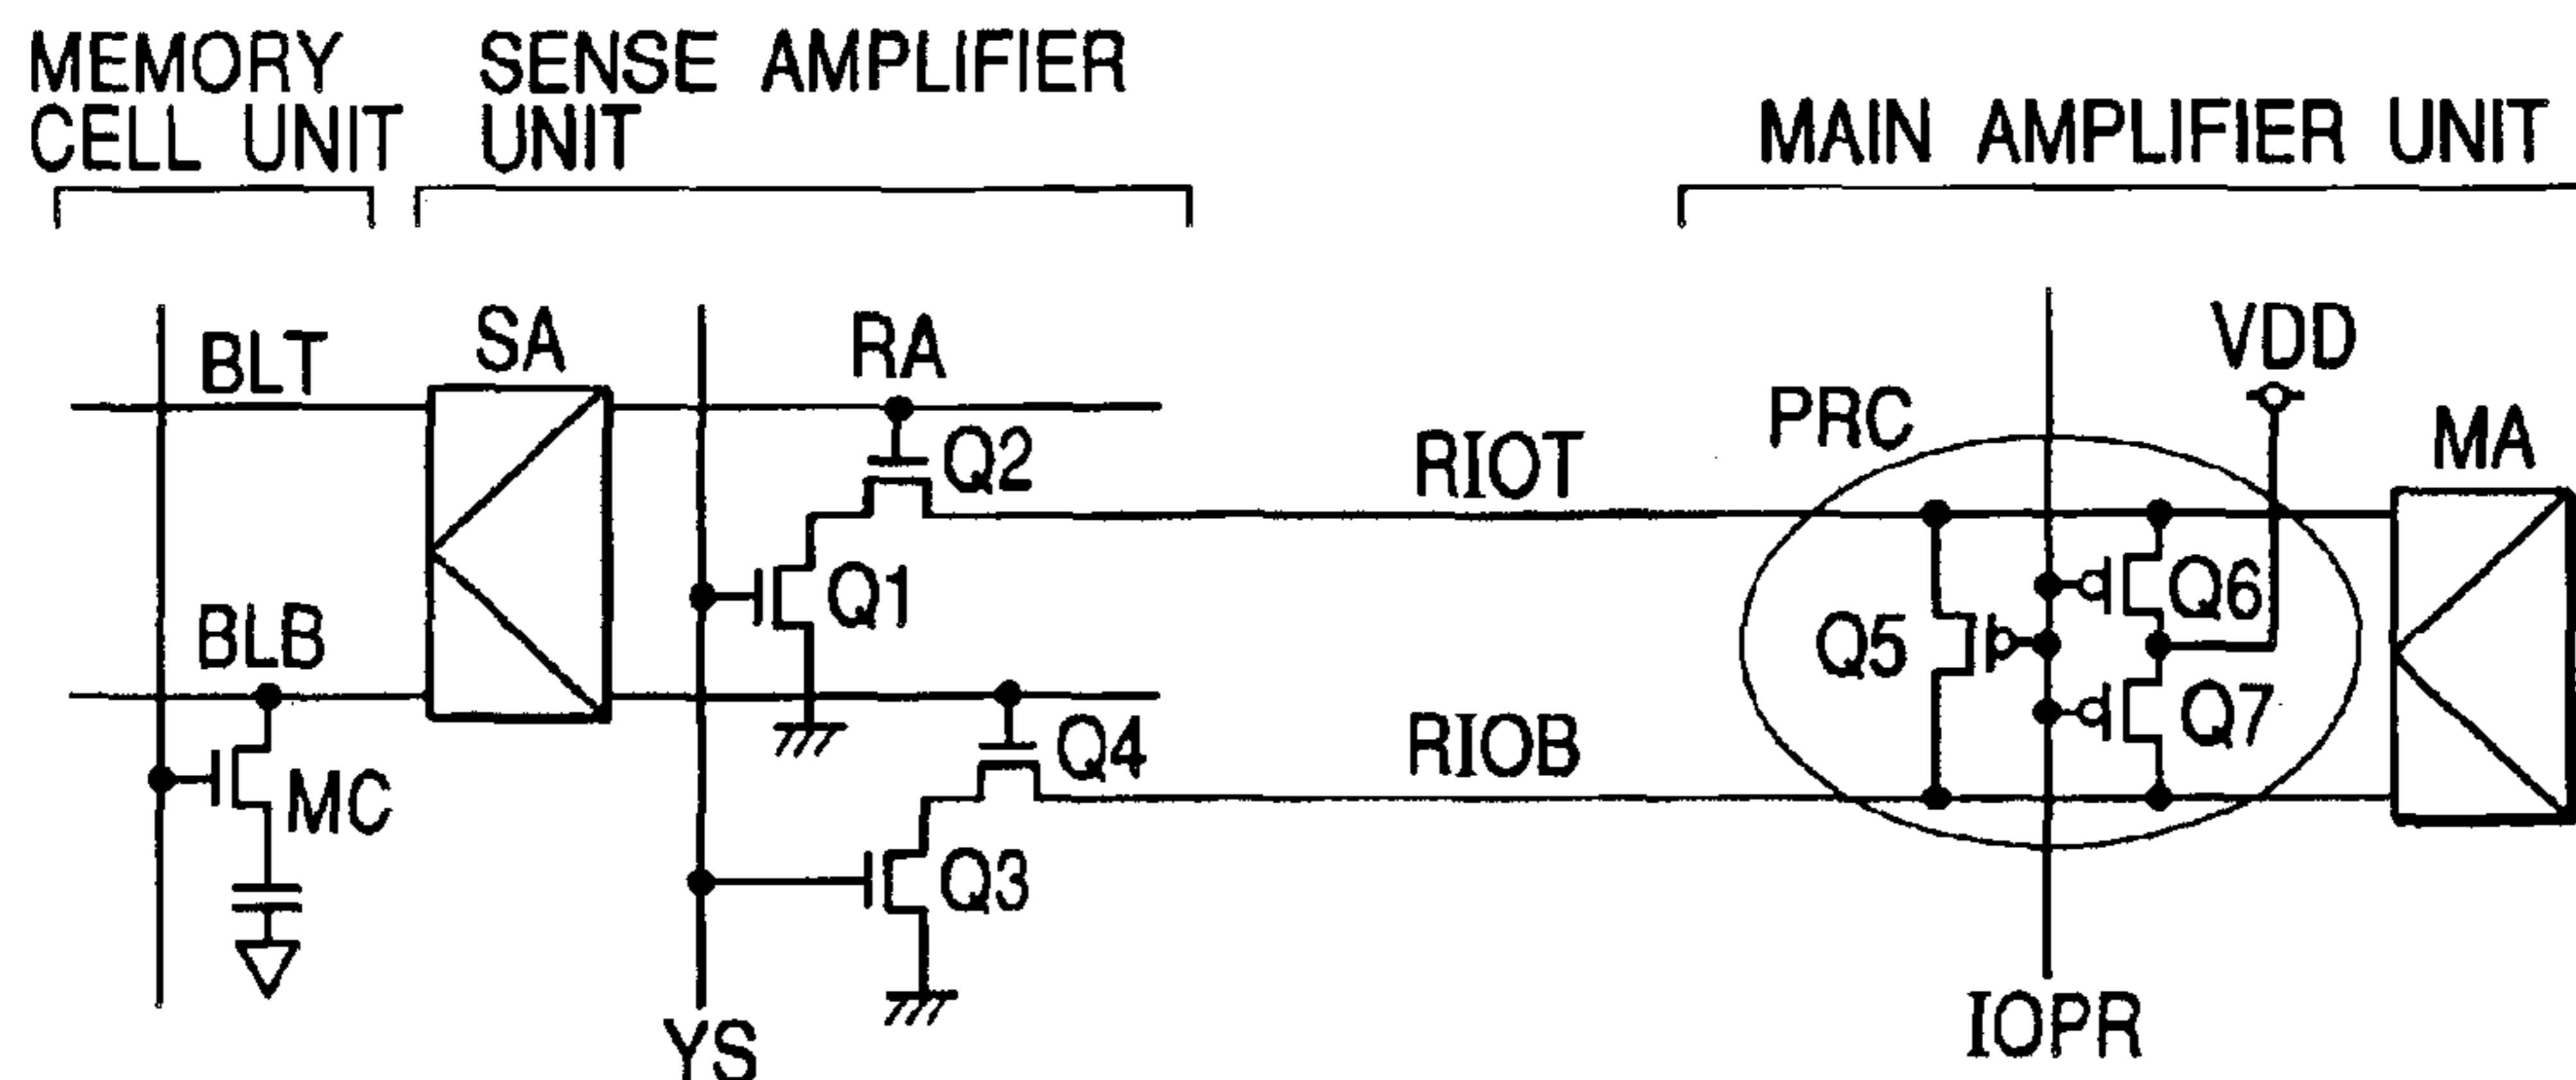 MEMORY
CELL UNIT
SENSE AMPLIFIER
UNIT
MAIN AMPLIFIER UNIT
BLT
SA
RA
Q2
RIOT
PRC
VDD
MA
Q1
Q6
Q5
BLB
Q4
RIOB
Q7
MC
Q3
YS
IOPR